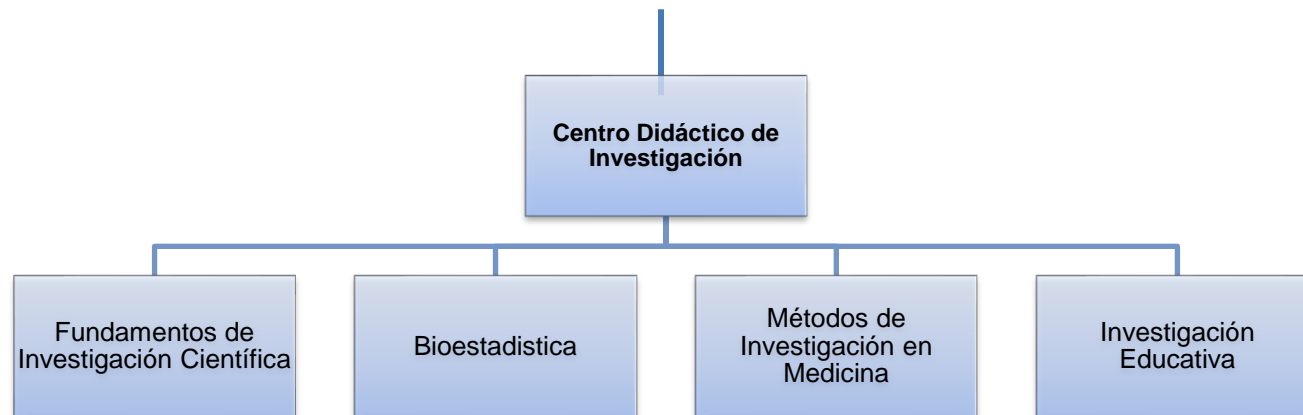 Centro Didáctico de
Investigación
Fundamentos de
Investigación Científica
Bioestadistica
Métodos de
Investigación en
Medicina
Investigación
Educativa